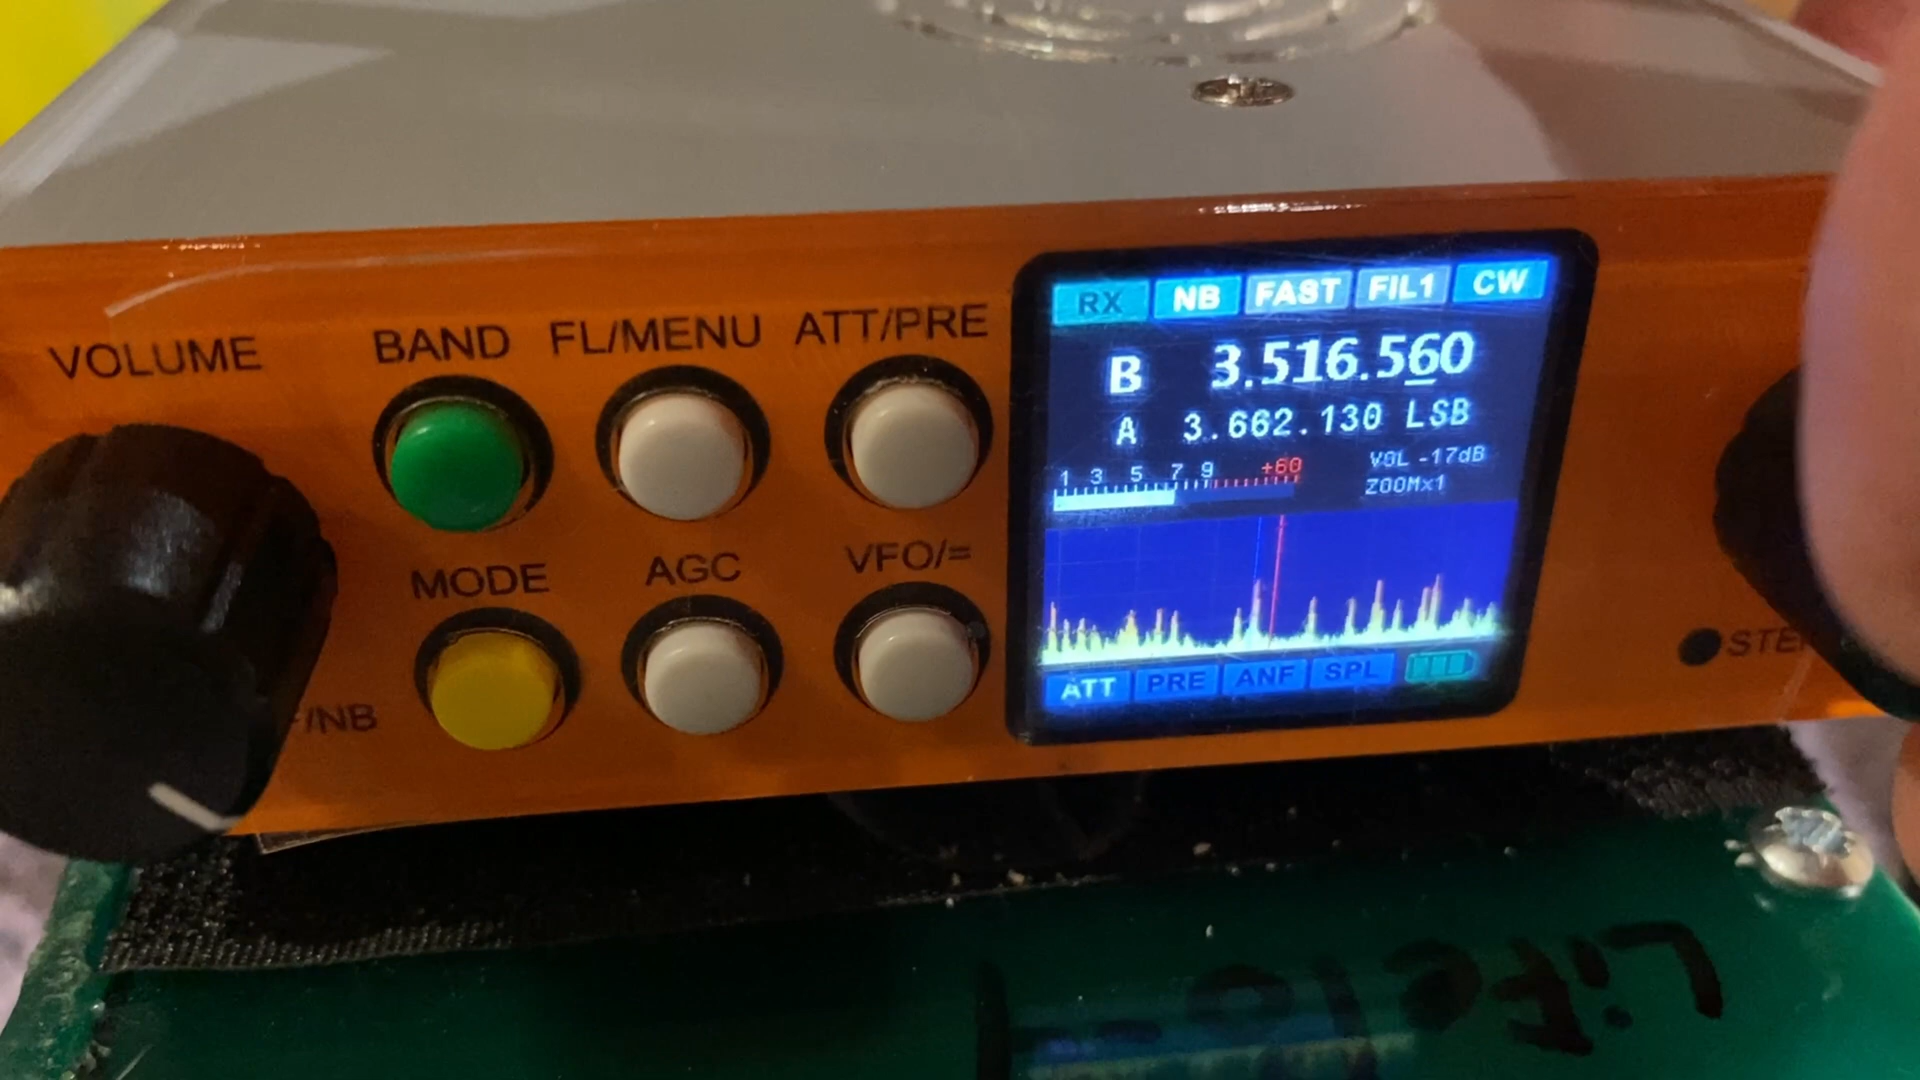 RX NB FAST FIL1 CW
B 3.516.560
A 3.662.130 LSB
1 3 5 7 9 +60
VOL -17dB
ZOOMx1
ATT PRE ANF SPL
VOLUME BAND FL/MENU ATT/PRE
MODE AGC VFO/=
/NB
STE